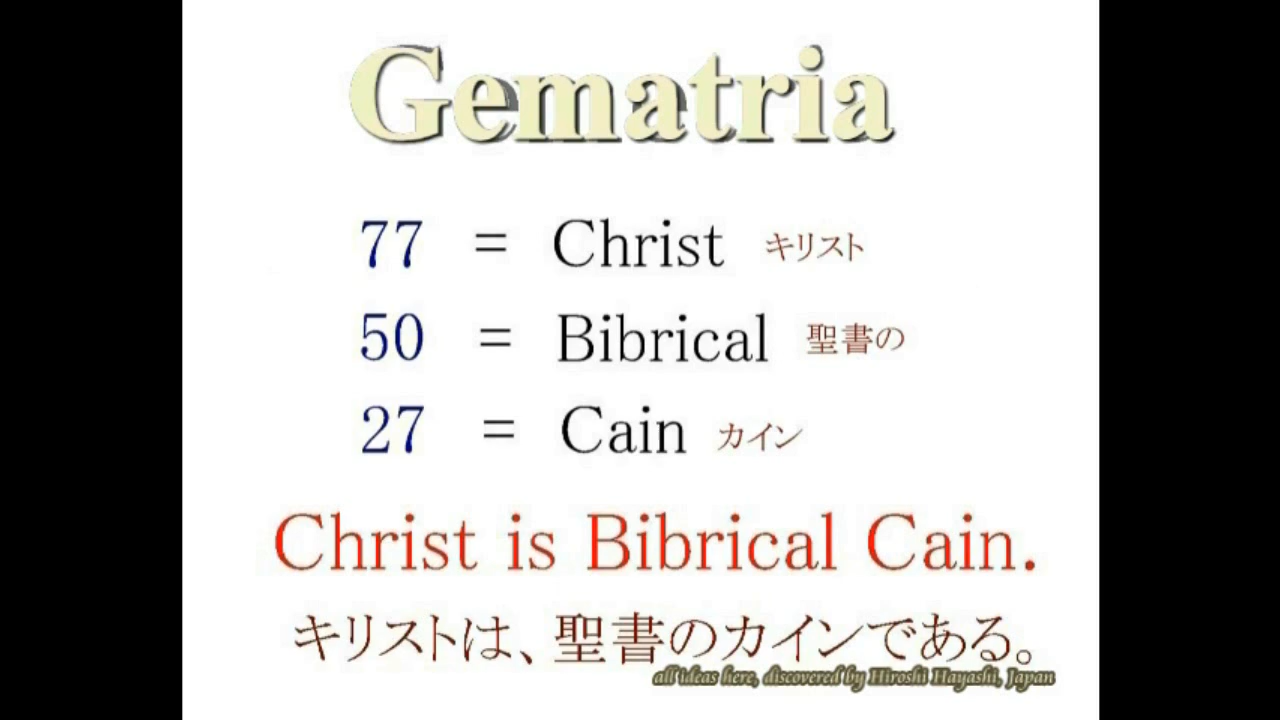 Gematria
77 = Christ キリスト
50 = Bibrical 聖書の
27 = Cain カイン
Christ is Bibrical Cain.
キリストは、聖書のカインである。
all ideas here, discovered by Hiroshi Hayashi, Japan